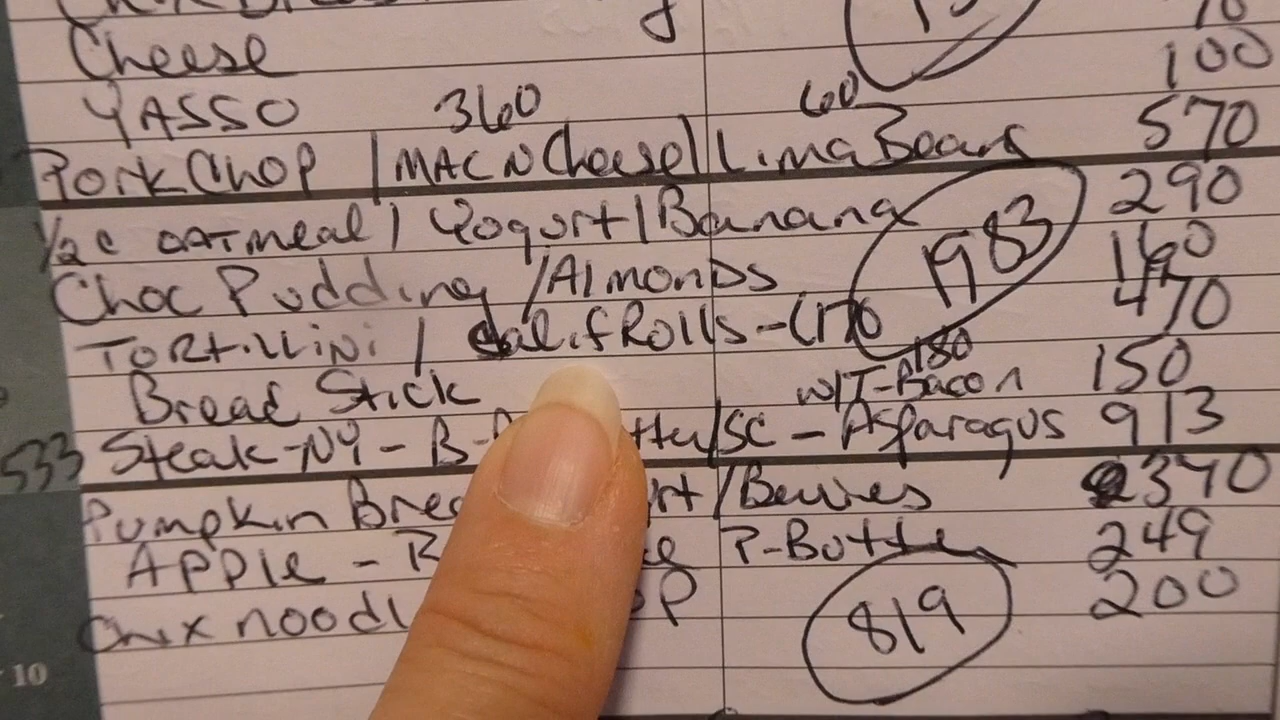 Cheese
100
YASSO 360 60
Pork Chop / MAC N Cheese / Lima Beans 570
1/2 c oatmeal / Yogurt / Banana 290
1983
Choc Pudding / Almonds 160
TORTILLINI / Calif Rolls - (170 470
180
Bread Stick w/T-Bacon 150
533 Steak-NY - B- /SC - Asparagus 913
Pumpkin /Berries 340
APPle - P-Butter 249
noodl 200
819
10